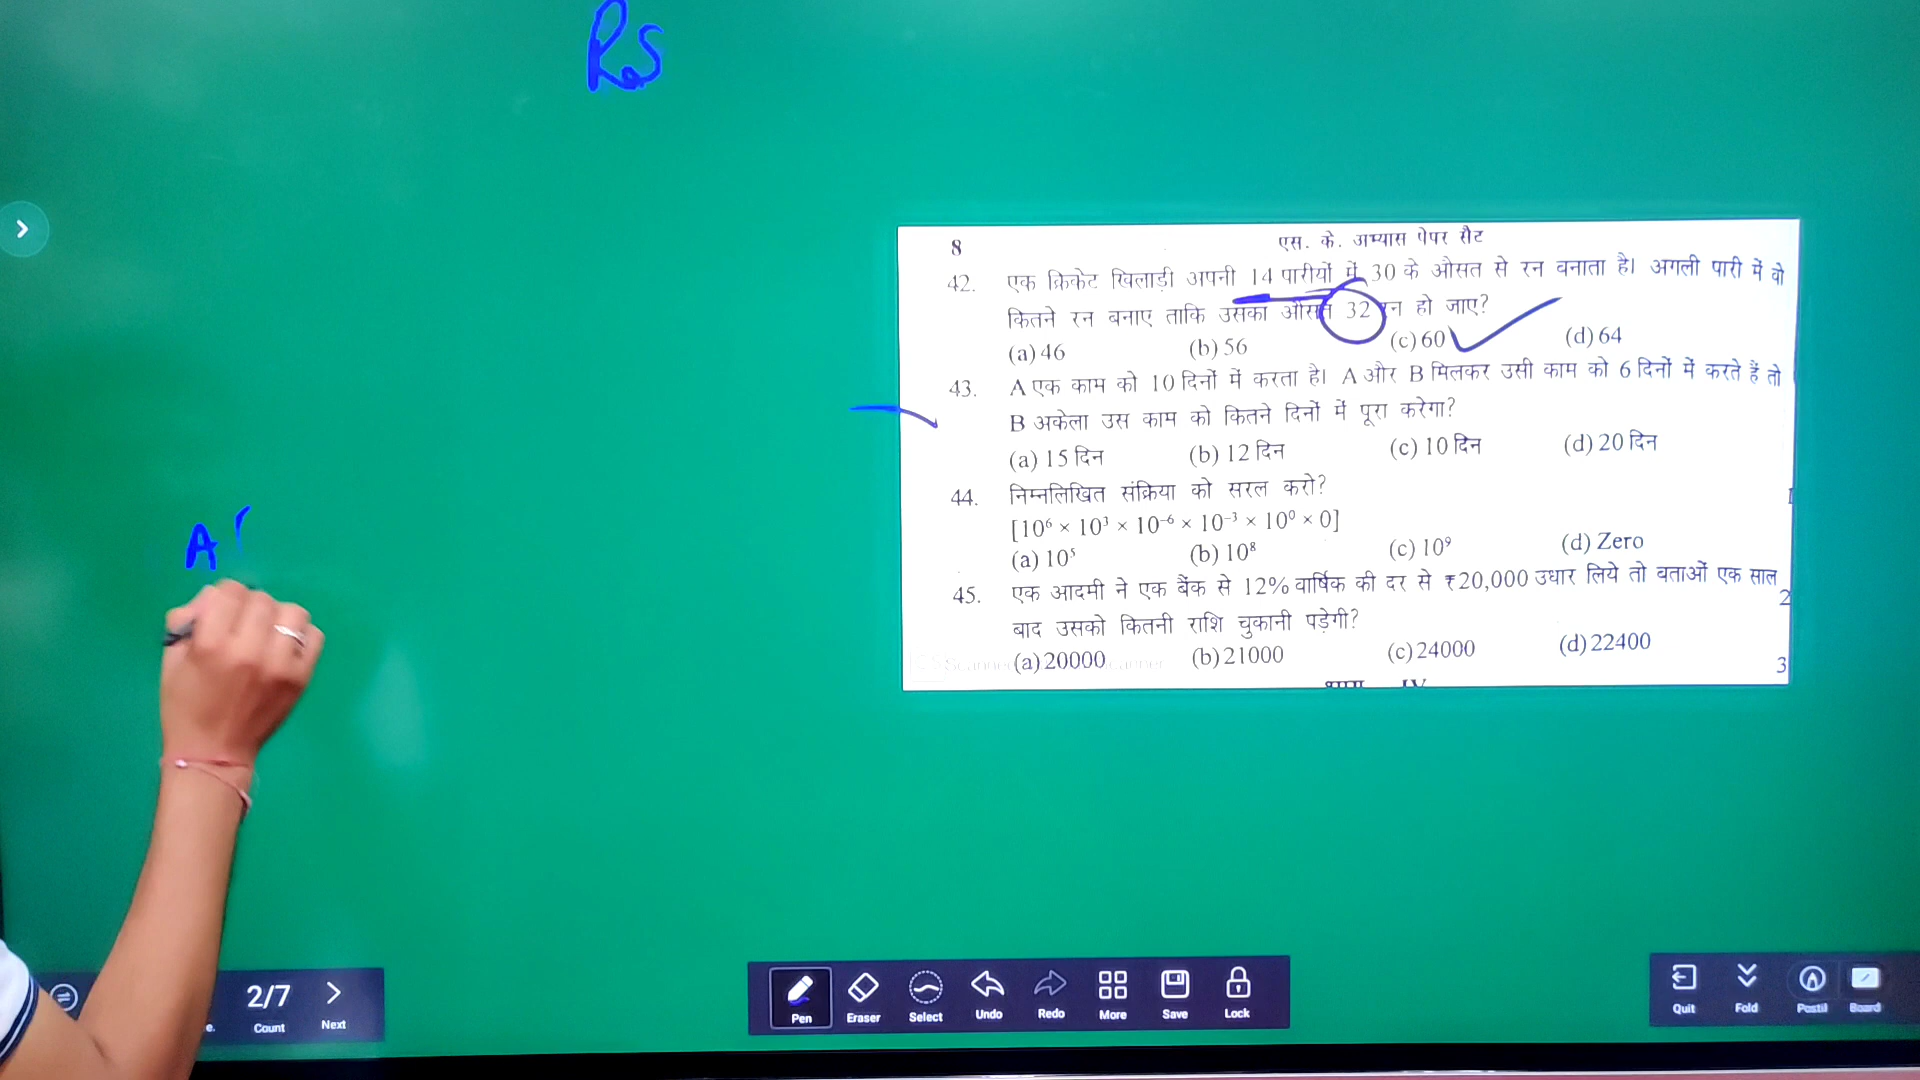 Rs
8
एस. के. अभ्यास पेपर सैट
42. एक क्रिकेट खिलाड़ी अपनी 14 पारीयों में 30 के औसत से रन बनाता है। अगली पारी में वो
कितने रन बनाए ताकि उसका औसत 32 रन हो जाए?
(a) 46 (b) 56 (c) 60 (d) 64
43. A एक काम को 10 दिनों में करता है। A और B मिलकर उसी काम को 6 दिनों में करते हैं तो
B अकेला उस काम को कितने दिनों में पूरा करेगा?
(a) 15 दिन (b) 12 दिन (c) 10 दिन (d) 20 दिन
44. निम्नलिखित संक्रिया को सरल करो?
[10⁶ × 10³ × 10⁻⁶ × 10⁻³ × 10⁰ × 0]
(a) 10⁵ (b) 10⁸ (c) 10⁹ (d) Zero
45. एक आदमी ने एक बैंक से 12% वार्षिक की दर से ₹20,000 उधार लिये तो बताओं एक साल
2
बाद उसको कितनी राशि चुकानी पड़ेगी?
(a) 20000 (b) 21000 (c) 24000 (d) 22400
3
A
2/7
Count Next
Pen Eraser Select Undo Redo More Save Lock
Quit Fold Postil Board